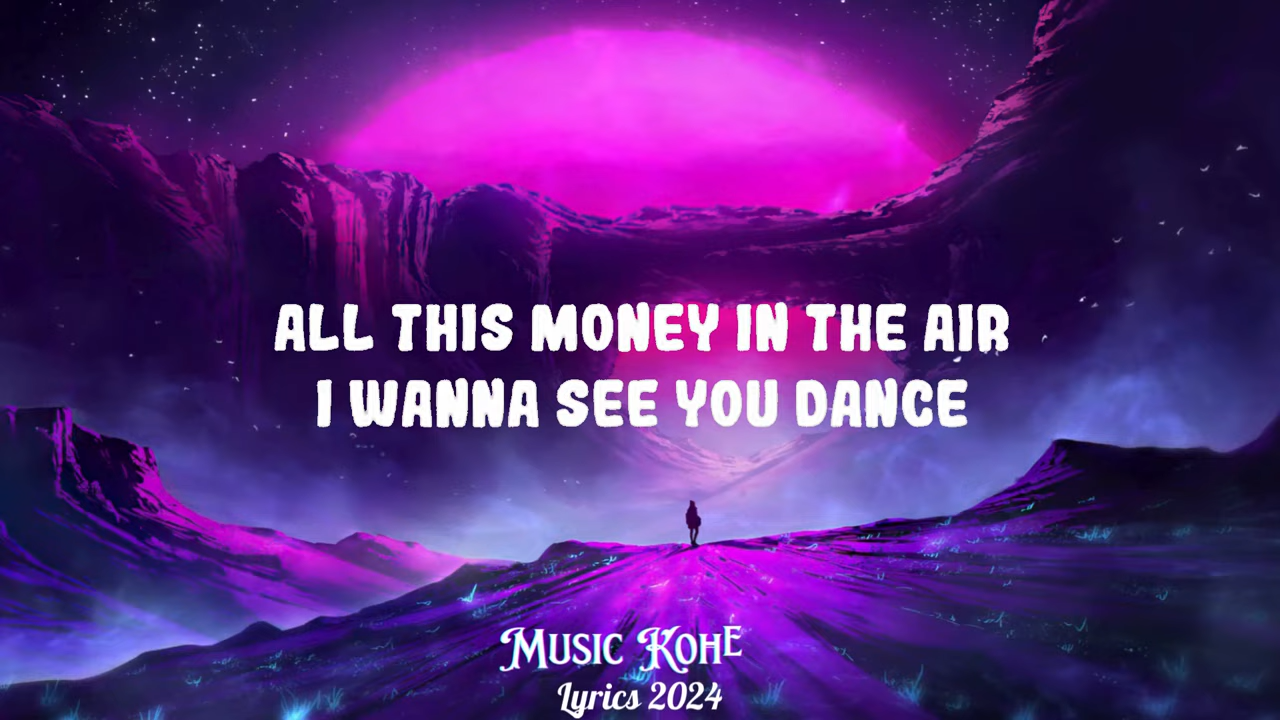 ALL THIS MONEY IN THE AIR
I WANNA SEE YOU DANCE
MUSIC KOHE
Lyrics 2024